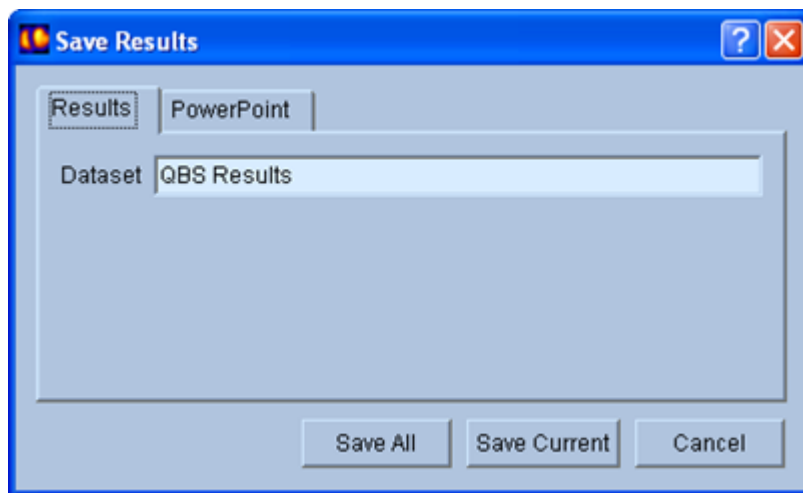 Save Results
?
Results PowerPoint
Dataset QBS Results
Save All Save Current Cancel